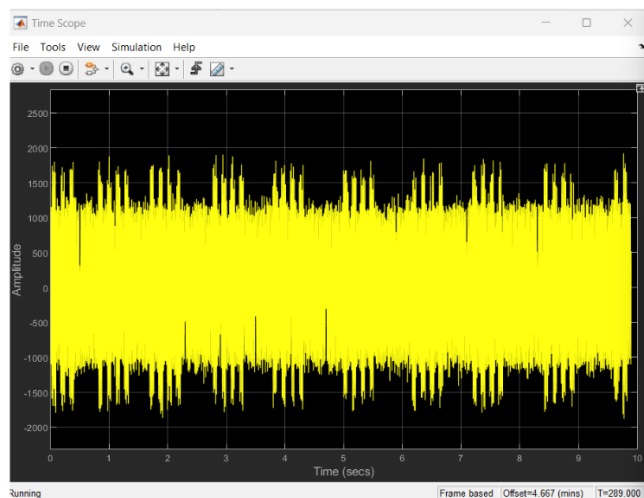 Time Scope
File Tools View Simulation Help
2500
2000
1500
1000
500
0
-500
-1000
-1500
-2000
Amplitude
0 1 2 3 4 5 6 7 8 9 10
Time (secs)
Running Frame based Offset=4.667 (mins) T=289.000